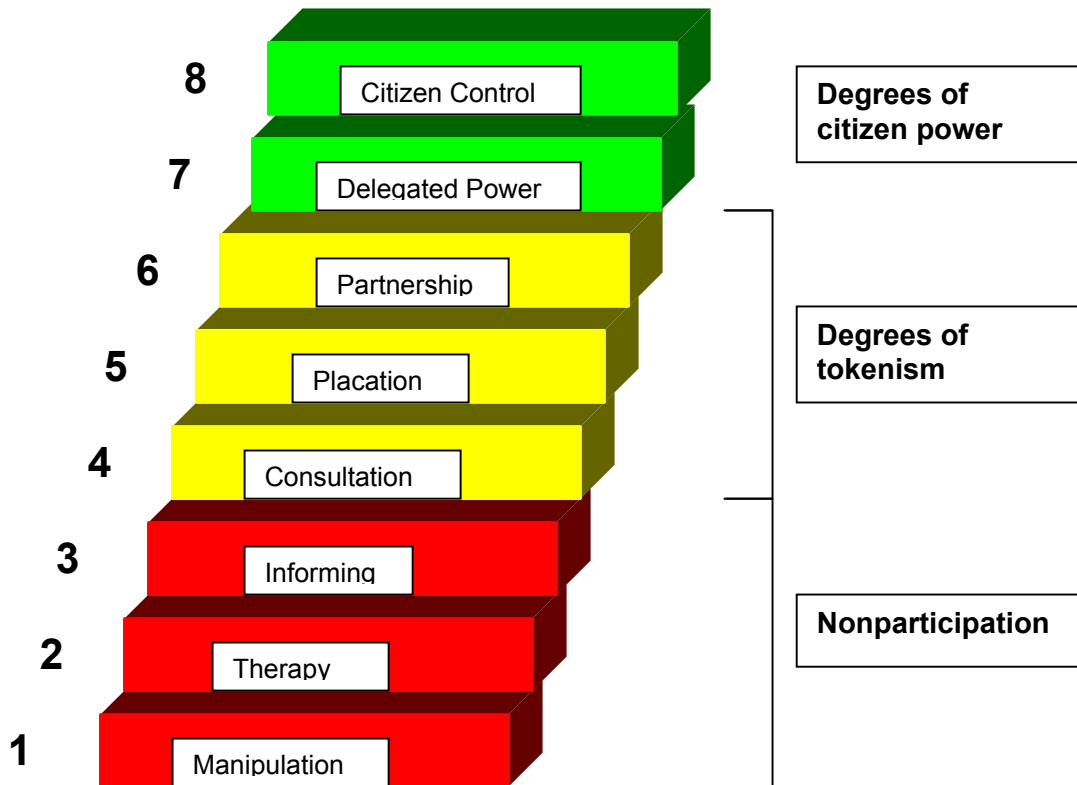 8
Citizen Control
Degrees of
citizen power
7
Delegated Power
6
Partnership
5
Placation
Degrees of
tokenism
4
Consultation
3
Informing
2
Therapy
Nonparticipation
1
Manipulation